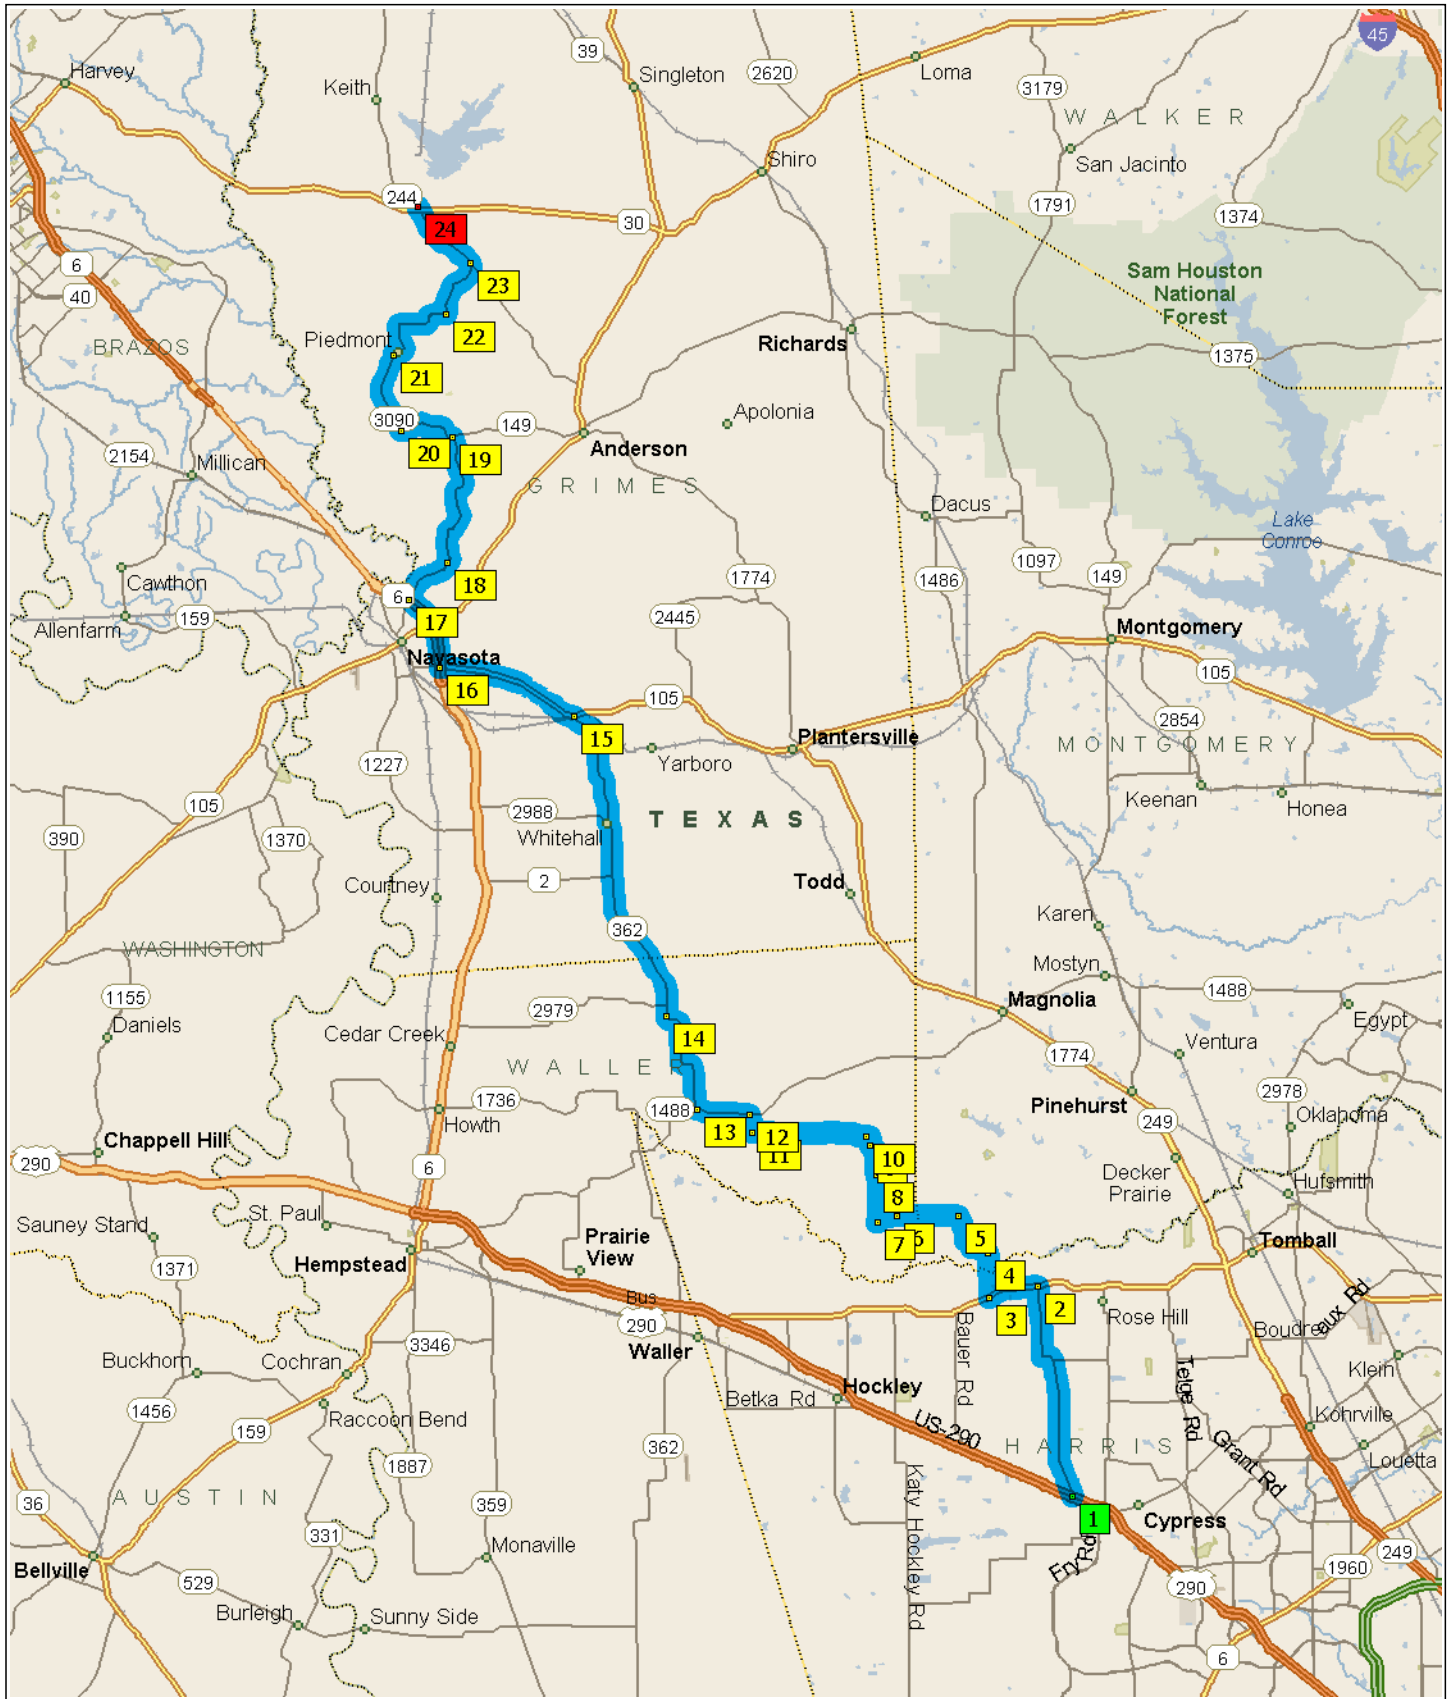 45
39
Singleton
2620
Loma
Harvey
Keith
3179
W A L K E R
San Jacinto
Shiro
244
24
30
1791
1374
6
40
23
Sam Houston
National
Forest
BRAZOS
Piedmont
22
Richards
1375
21
3090
149
Apolonia
20
19
Anderson
2154
Millican
G R I M E S
Dacus
Lake
Conroe
1097
149
1486
1774
Cawthon
18
6
159
Allenfarm
17
2445
Montgomery
Navasota
16
105
105
15
Plantersville
2854
Yarboro
M O N T G O M E R Y
1227
Keenan
Honea
105
2988
Whitehall
T E X A S
390
1370
2
Todd
Courtney
Karen
362
WASHINGTON
Mostyn
1155
Daniels
2979
Magnolia
1488
Egypt
Cedar Creek
14
1774
Ventura
W A L L E R
2978
1736
1488
Howth
Pinehurst
249
Oklahoma
Chappell Hill
13
12
11
10
290
6
Decker
Prairie
Hufsmith
8
St. Paul
Sauney Stand
Prairie
View
7
6
5
Tomball
Hempstead
1371
4
2
3
Rose Hill
Bus
290
Waller
Bauer Rd
Boudreaux Rd
3346
Buckhorn
Cochran
Klein
Telge Rd
Betka Rd
Hockley
1456
Raccoon Bend
Kohrville
159
US-290
H A R R I S
Grant Rd
362
Louetta
1887
36
A U S T I N
359
Katy Hockley Rd
1
Cypress
331
Monaville
Fry Rd
249
Bellville
529
1960
290
Burleigh
Sunny Side
6